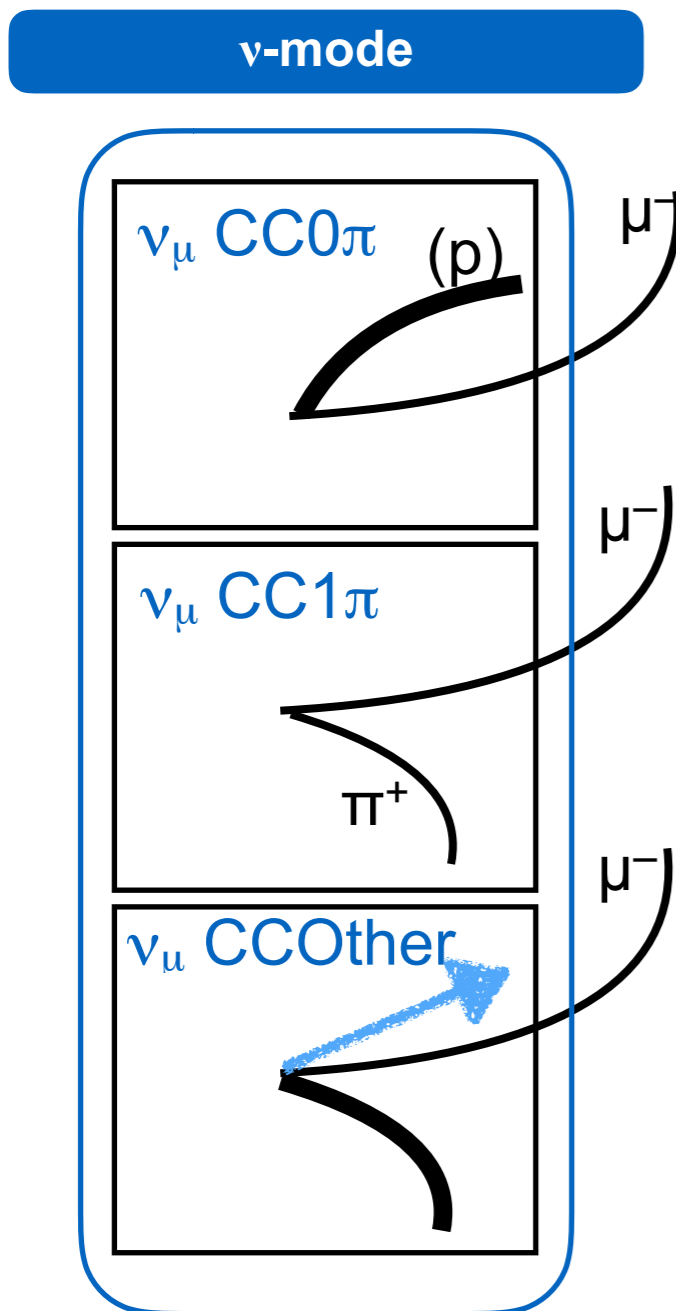 ν-mode
νμ CC0π
(p)
μ⁻
νμ CC1π
μ⁻
π⁺
νμ CCOther
μ⁻